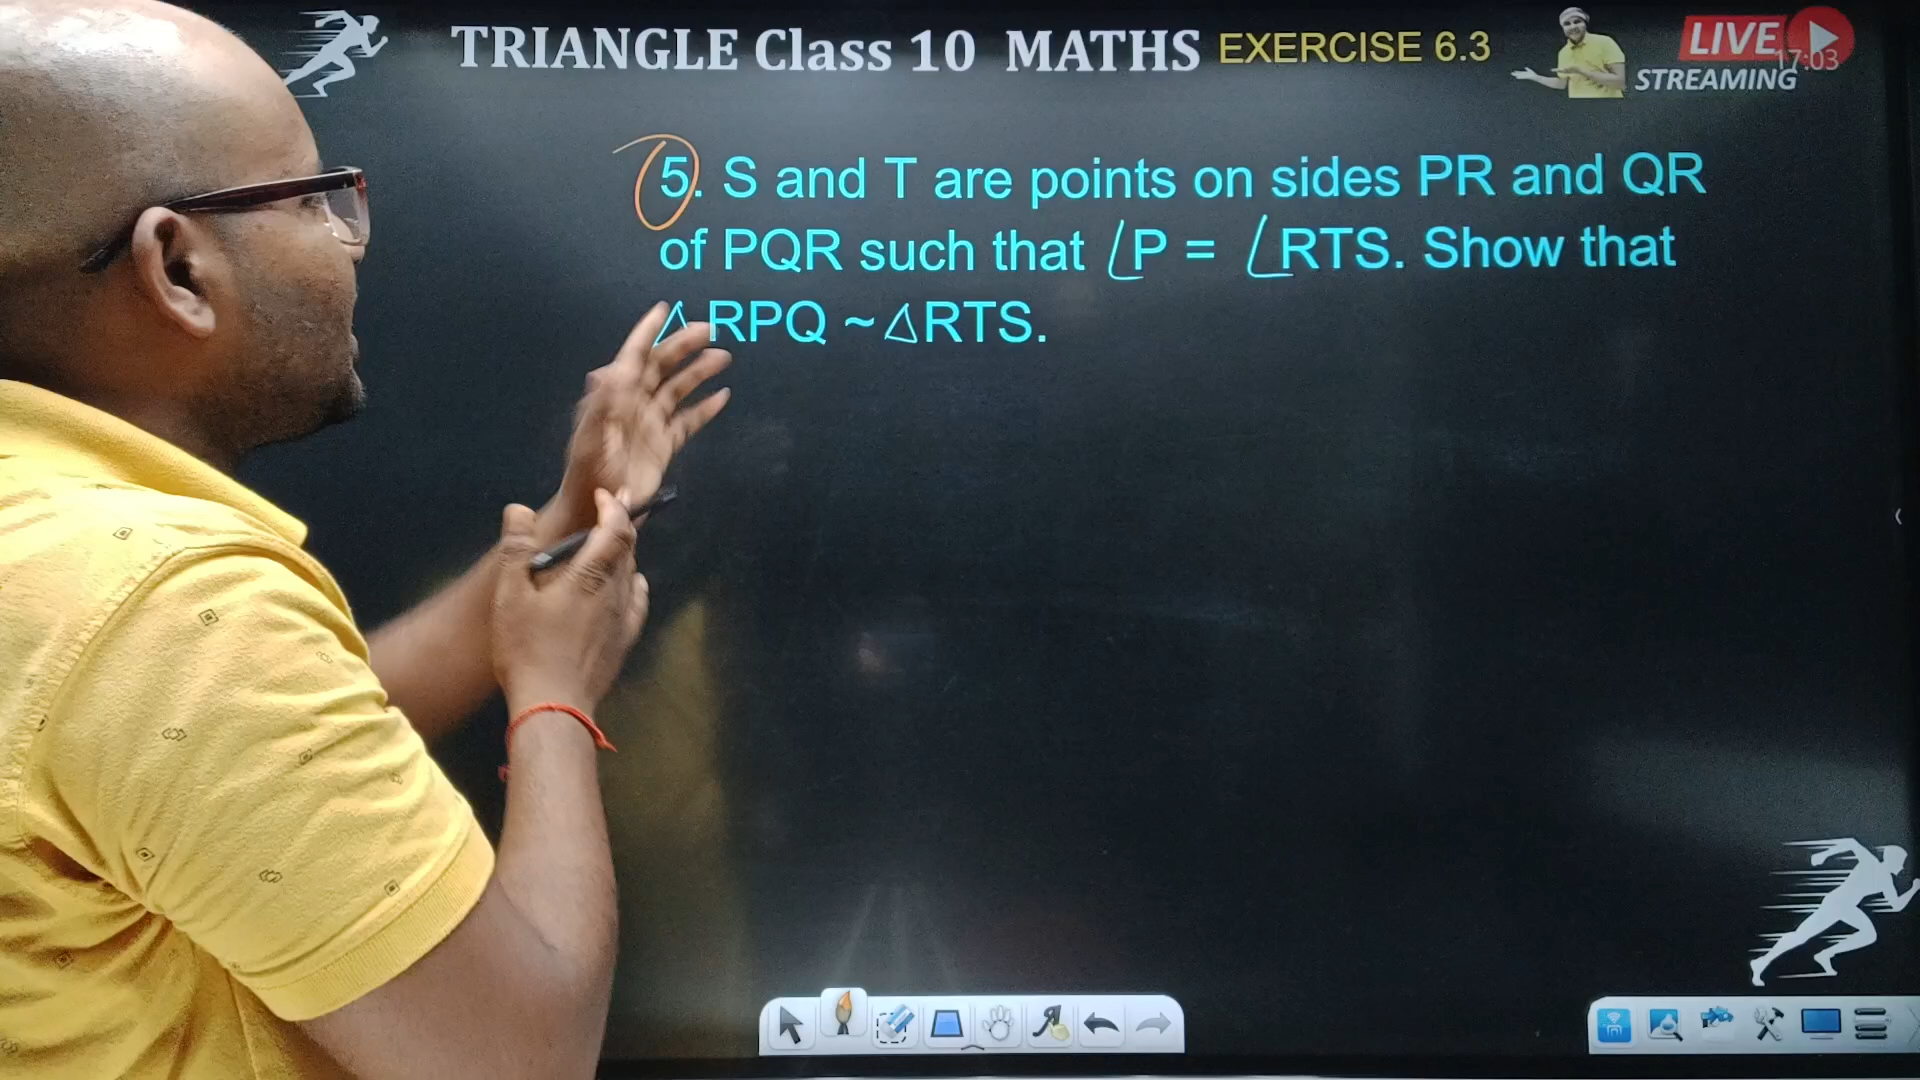 TRIANGLE Class 10 MATHS EXERCISE 6.3
LIVE
17:03
STREAMING
5. S and T are points on sides PR and QR
of PQR such that ∠P = ∠RTS. Show that
△ RPQ ~ △ RTS.